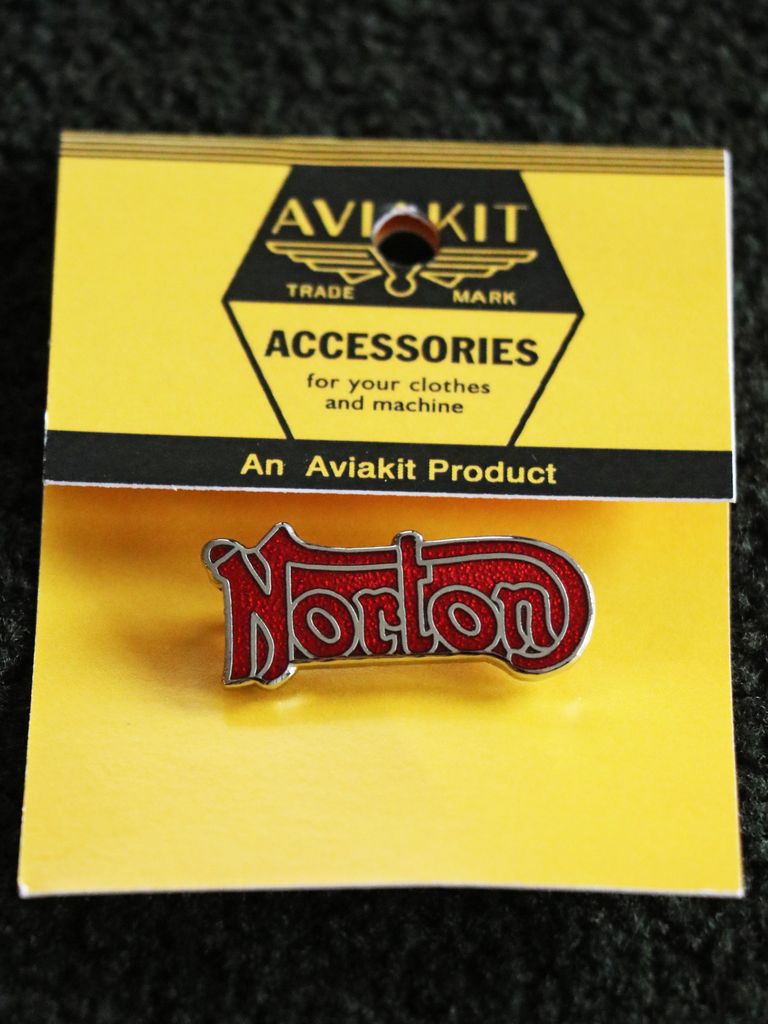 AVIAKIT
TRADE MARK
ACCESSORIES
for your clothes
and machine
An Aviakit Product
Norton